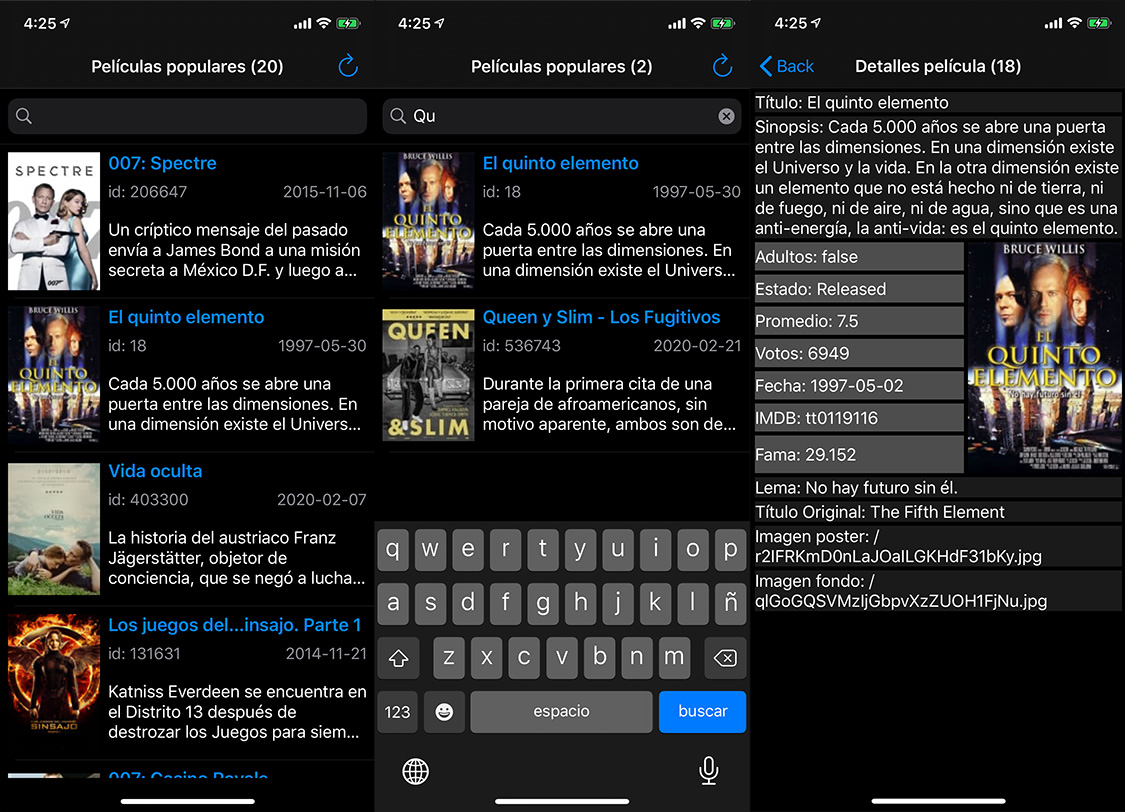 4:25
Películas populares (20)
SPECTRE
007
007: Spectre
id: 206647
2015-11-06
Un críptico mensaje del pasado
envía a James Bond a una misión
secreta a México D.F. y luego a...
BRUCE WILLIS
EL
QUINTO
ELEMENTO
El quinto elemento
id: 18
1997-05-30
Cada 5.000 años se abre una
puerta entre las dimensiones. En
una dimensión existe el Univers...
VIDA
OCULTA
Vida oculta
id: 403300
2020-02-07
La historia del austriaco Franz
Jägerstätter, objetor de
conciencia, que se negó a lucha...
SINSAJO
Los juegos del...insajo. Parte 1
id: 131631
2014-11-21
Katniss Everdeen se encuentra en
el Distrito 13 después de
destrozar los Juegos para siem...
007: Casino Royale
4:25
Películas populares (2)
Qu
BRUCE WILLIS
EL
QUINTO
ELEMENTO
El quinto elemento
id: 18
1997-05-30
Cada 5.000 años se abre una
puerta entre las dimensiones. En
una dimensión existe el Univers...
QUEEN
&SLIM
Queen y Slim - Los Fugitivos
id: 536743
2020-02-21
Durante la primera cita de una
pareja de afroamericanos, sin
motivo aparente, ambos son de...
q w e r t y u i o p
a s d f g h j k l ñ
z x c v b n m
123 espacio buscar
4:25
Back
Detalles película (18)
Título: El quinto elemento
Sinopsis: Cada 5.000 años se abre una puerta
entre las dimensiones. En una dimensión existe
el Universo y la vida. En la otra dimensión existe
un elemento que no está hecho ni de tierra, ni
de fuego, ni de aire, ni de agua, sino que es una
anti-energía, la anti-vida: es el quinto elemento.
Adultos: false
Estado: Released
Promedio: 7.5
Votos: 6949
Fecha: 1997-05-02
IMDB: tt0119116
Fama: 29.152
BRUCE WILLIS
EL
QUINTO
ELEMENTO
No hay futuro sin él
Lema: No hay futuro sin él.
Título Original: The Fifth Element
Imagen poster: /
r2IFRKmD0nLaJOaILGKHdF31bKy.jpg
Imagen fondo: /
qlGoGQSVMzIjGbpvXzZUOH1FjNu.jpg